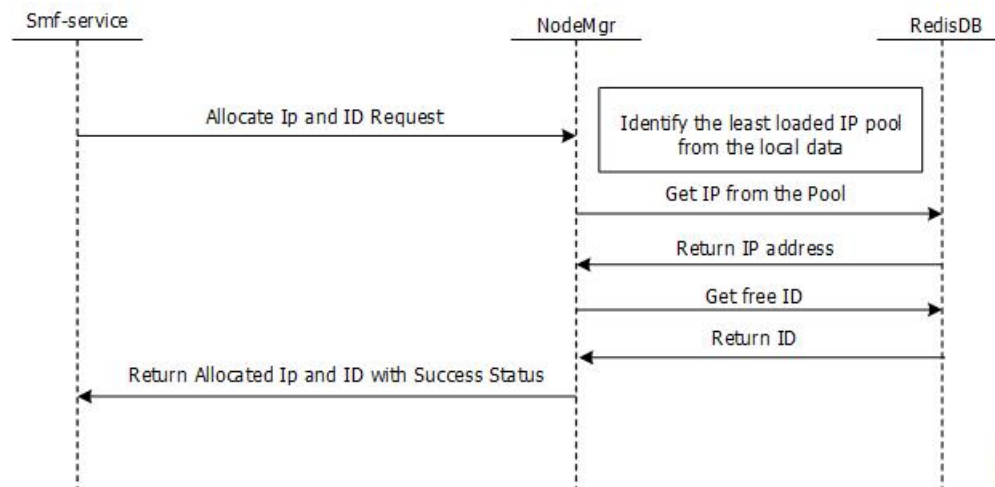 Smf-service
NodeMgr
RedisDB
Allocate Ip and ID Request
Identify the least loaded IP pool
from the local data
Get IP from the Pool
Return IP address
Get free ID
Return ID
Return Allocated Ip and ID with Success Status